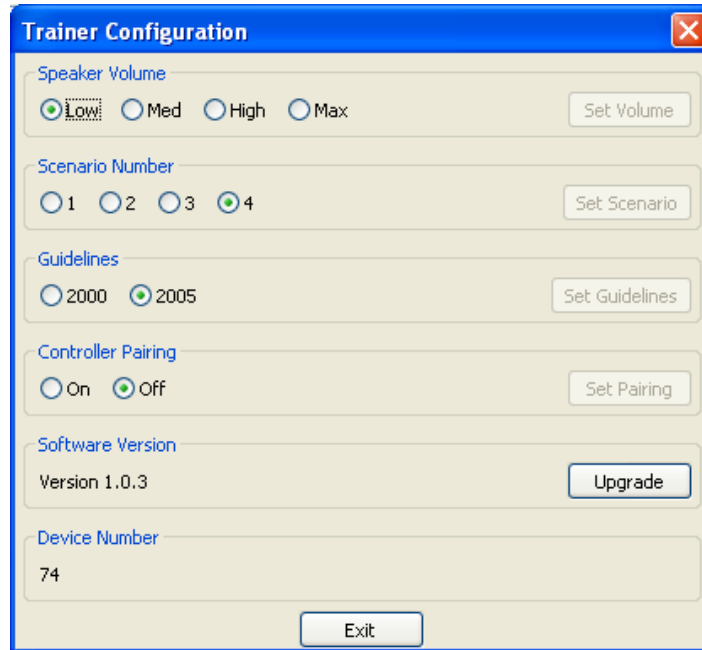 Trainer Configuration
Speaker Volume
Low Med High Max Set Volume
Scenario Number
1 2 3 4 Set Scenario
Guidelines
2000 2005 Set Guidelines
Controller Pairing
On Off Set Pairing
Software Version
Version 1.0.3 Upgrade
Device Number
74
Exit